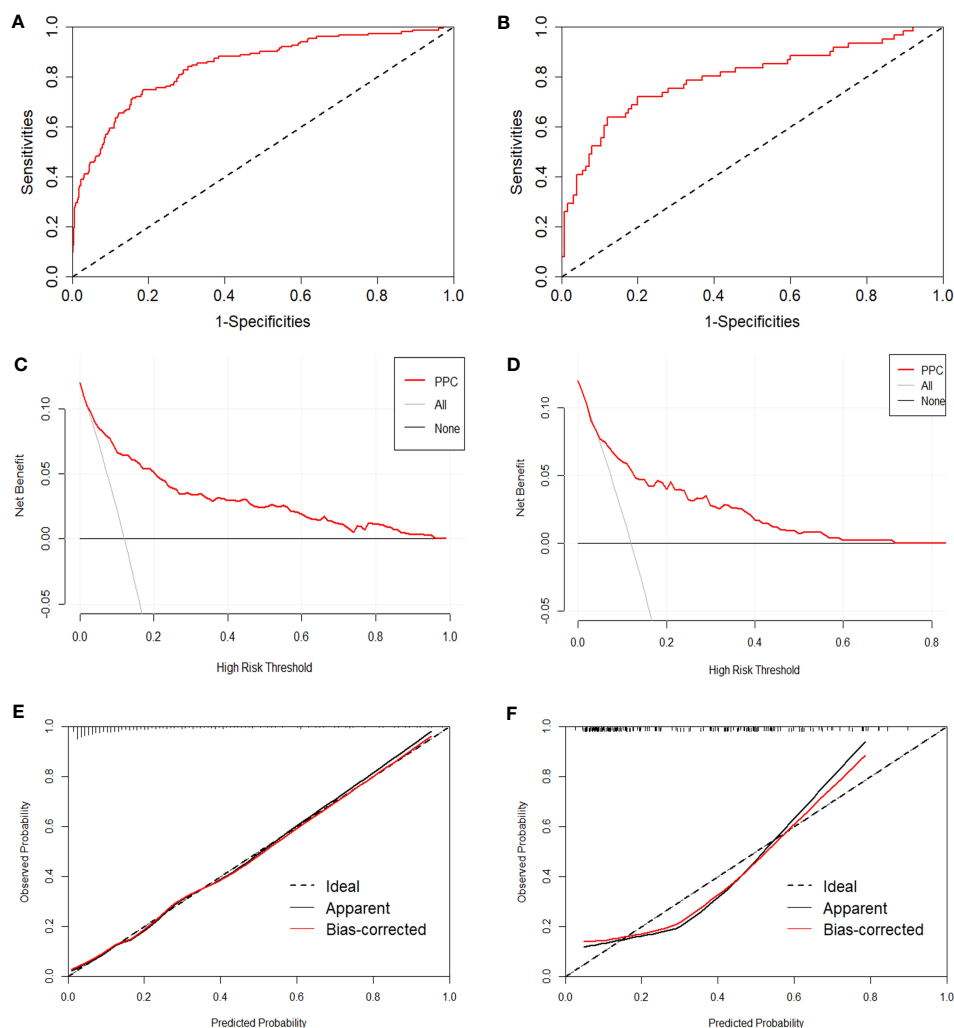 A
Sensitivities
0.0 0.2 0.4 0.6 0.8 1.0
0.0 0.2 0.4 0.6 0.8 1.0
1-Specificities
B
Sensitivities
0.0 0.2 0.4 0.6 0.8 1.0
0.0 0.2 0.4 0.6 0.8 1.0
1-Specificities
C
PPC
All
None
Net Benefit
-0.05 0.00 0.05 0.10
0.0 0.2 0.4 0.6 0.8 1.0
High Risk Threshold
D
PPC
All
None
Net Benefit
-0.05 0.00 0.05 0.10
0.0 0.2 0.4 0.6 0.8
High Risk Threshold
E
Observed Probability
0.0 0.2 0.4 0.6 0.8 1.0
Ideal
Apparent
Bias-corrected
0.0 0.2 0.4 0.6 0.8 1.0
Predicted Probability
F
Observed Probability
0.0 0.2 0.4 0.6 0.8 1.0
Ideal
Apparent
Bias-corrected
0.0 0.2 0.4 0.6 0.8 1.0
Predicted Probability